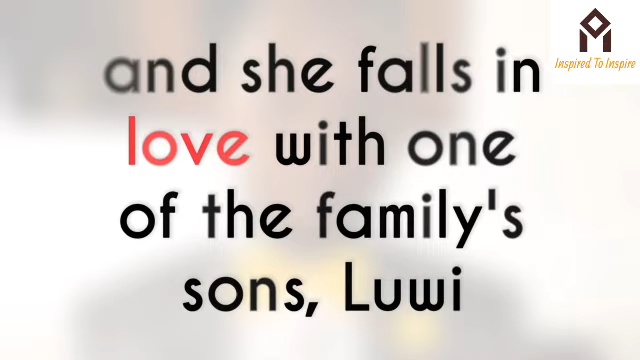 and she falls in
love with one
of the family's
sons, Luwi
Inspired To Inspire